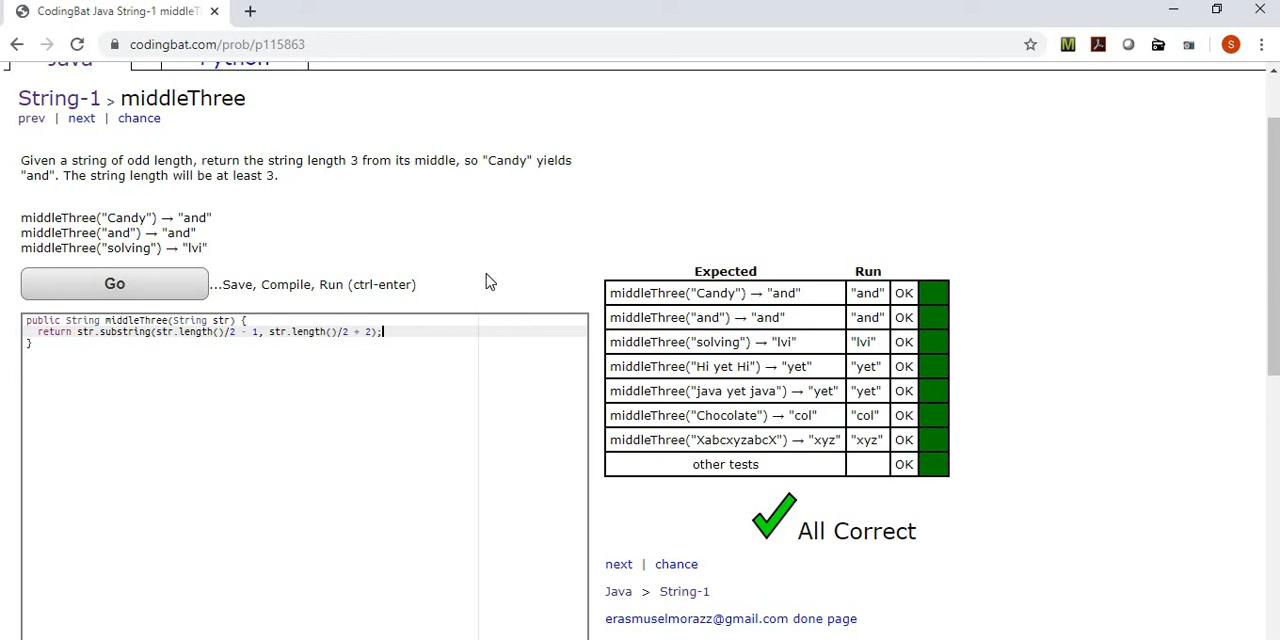 CodingBat Java String-1 middleT
codingbat.com/prob/p115863
M
S
Java
Python
String-1 > middleThree
prev | next | chance
Given a string of odd length, return the string length 3 from its middle, so "Candy" yields
"and". The string length will be at least 3.
middleThree("Candy") → "and"
middleThree("and") → "and"
middleThree("solving") → "lvi"
Go ...Save, Compile, Run (ctrl-enter)
public String middleThree(String str) {
return str.substring(str.length()/2 - 1, str.length()/2 + 2);
}
Expected Run
middleThree("Candy") → "and" "and" OK
middleThree("and") → "and" "and" OK
middleThree("solving") → "lvi" "lvi" OK
middleThree("Hi yet Hi") → "yet" "yet" OK
middleThree("java yet java") → "yet" "yet" OK
middleThree("Chocolate") → "col" "col" OK
middleThree("XabcxyzabcX") → "xyz" "xyz" OK
other tests OK
All Correct
next | chance
Java > String-1
erasmuselmorazz@gmail.com done page